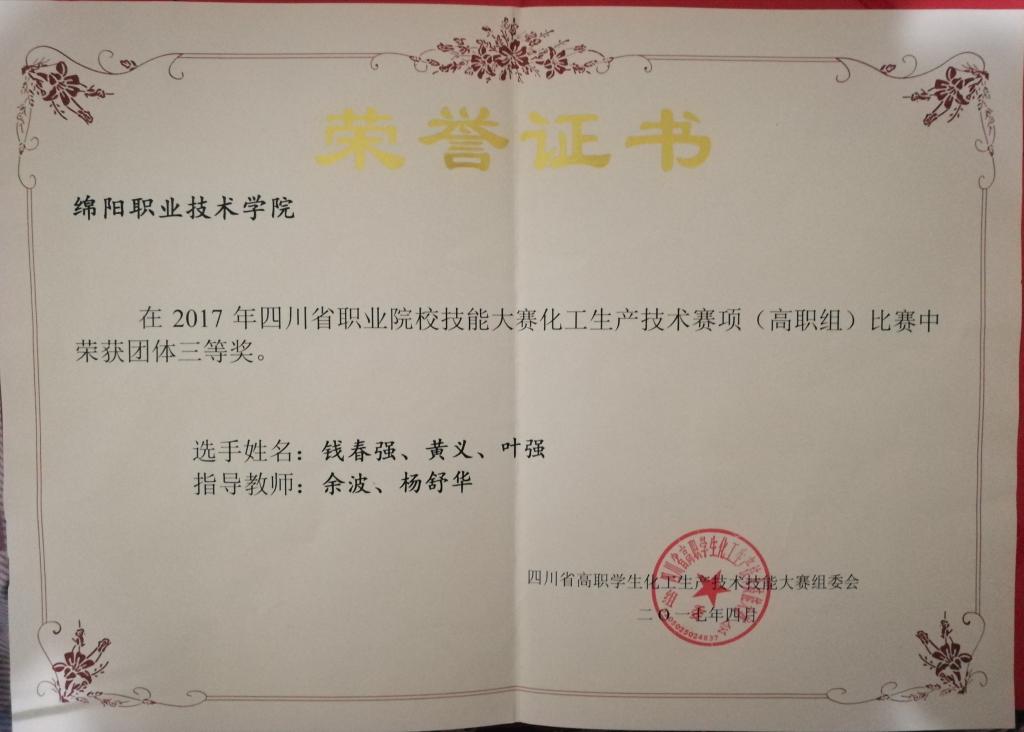 荣誉证书
绵阳职业技术学院
在 2017 年四川省职业院校技能大赛化工生产技术赛项（高职组）比赛中
荣获团体三等奖。
选手姓名：钱春强、黄义、叶强
指导教师：余波、杨舒华
四川省高职学生化工生产技术技能大赛组委会
二〇一七年四月